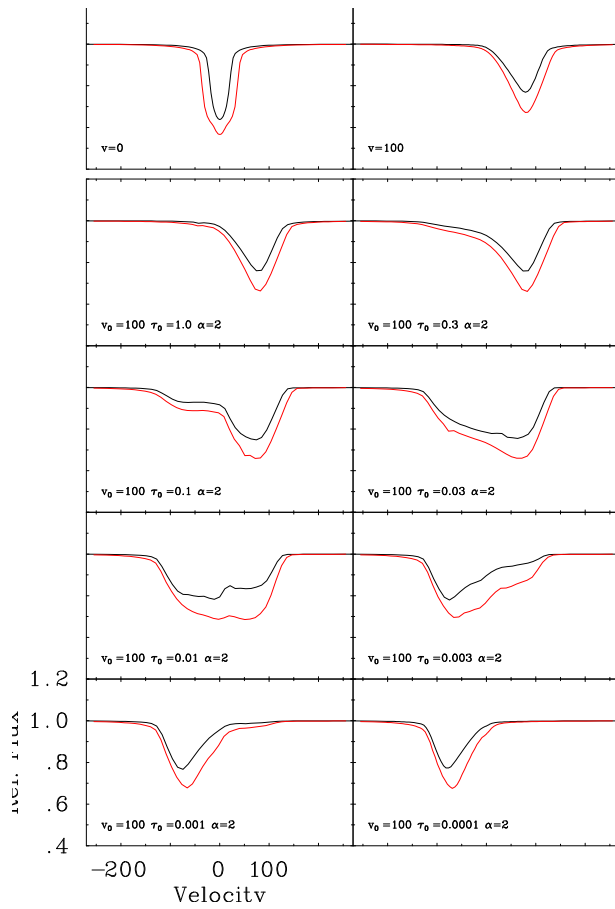 v=0
v=100
v₀=100 τ₀=1.0 α=2
v₀=100 τ₀=0.3 α=2
v₀=100 τ₀=0.1 α=2
v₀=100 τ₀=0.03 α=2
v₀=100 τ₀=0.01 α=2
v₀=100 τ₀=0.003 α=2
1.2
1.0
.8
.6
.4
Rel. Flux
v₀=100 τ₀=0.001 α=2
v₀=100 τ₀=0.0001 α=2
−200 0 100
Velocity